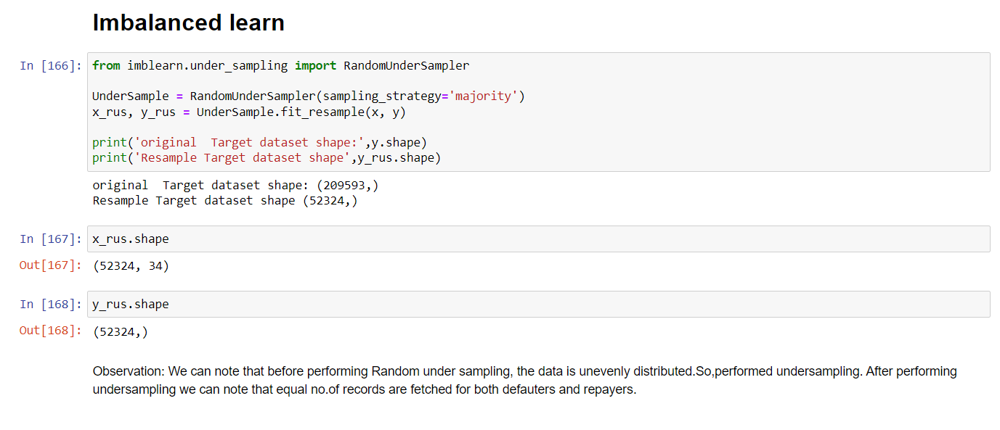 Imbalanced learn
In [166]: from imblearn.under_sampling import RandomUnderSampler
UnderSample = RandomUnderSampler(sampling_strategy='majority')
x_rus, y_rus = UnderSample.fit_resample(x, y)
print('original  Target dataset shape:',y.shape)
print('Resample Target dataset shape',y_rus.shape)
original  Target dataset shape: (209593,)
Resample Target dataset shape (52324,)
In [167]: x_rus.shape
Out[167]: (52324, 34)
In [168]: y_rus.shape
Out[168]: (52324,)
Observation: We can note that before performing Random under sampling, the data is unevenly distributed.So,performed undersampling. After performing
undersampling we can note that equal no.of records are fetched for both defauters and repayers.